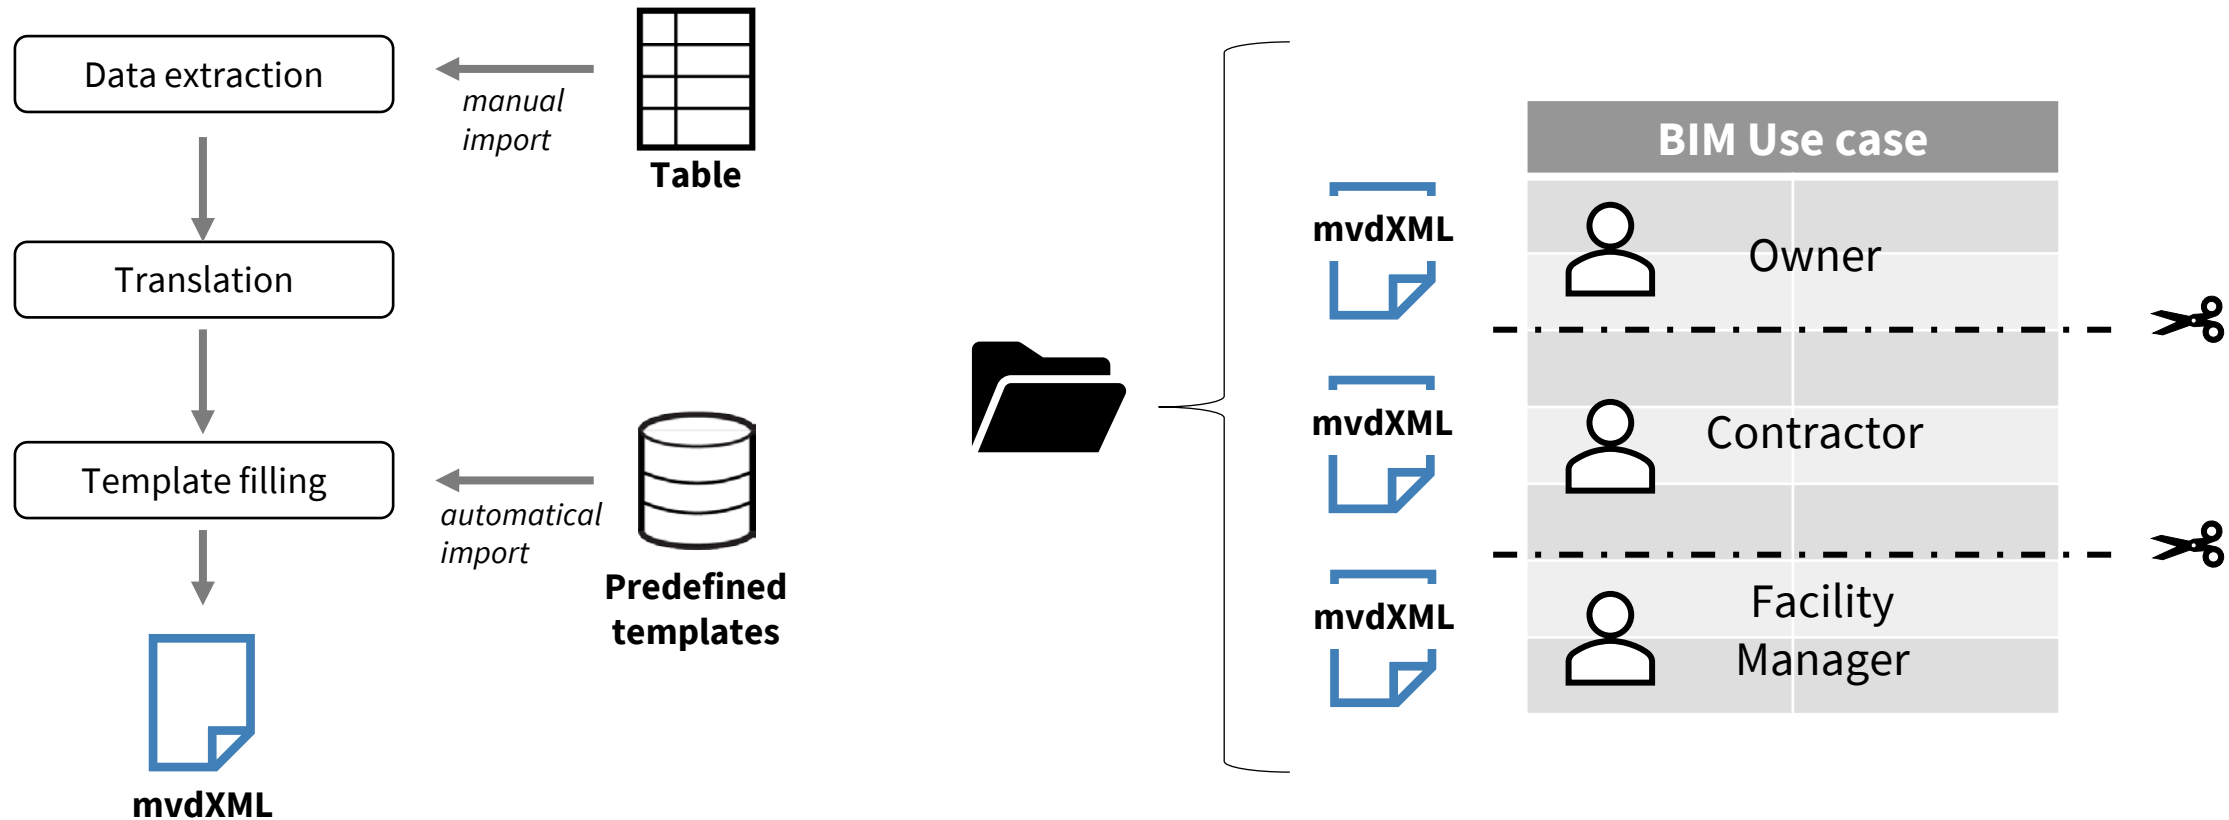 Data extraction
manual
import
Table
Translation
Template filling
automatical
import
Predefined
templates
mvdXML
BIM Use case
mvdXML
Owner
mvdXML
Contractor
mvdXML
Facility
Manager